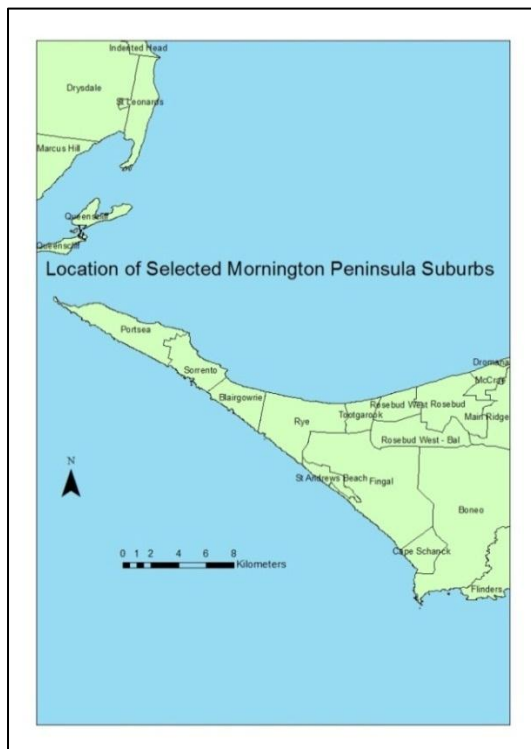 Indented Head
Drysdale
St Leonards
Marcus Hill
Queenscliff
Queenscliff
Location of Selected Mornington Peninsula Suburbs
Portsea
Sorrento
Dromana
McCrae
Blairgowrie
Rosebud West
Rosebud
Tootgarook
Main Ridge
Rye
Rosebud West - Bal
N
St Andrews Beach
Fingal
Boneo
Cape Schanck
0 1 2 4 6 8
Kilometers
Flinders